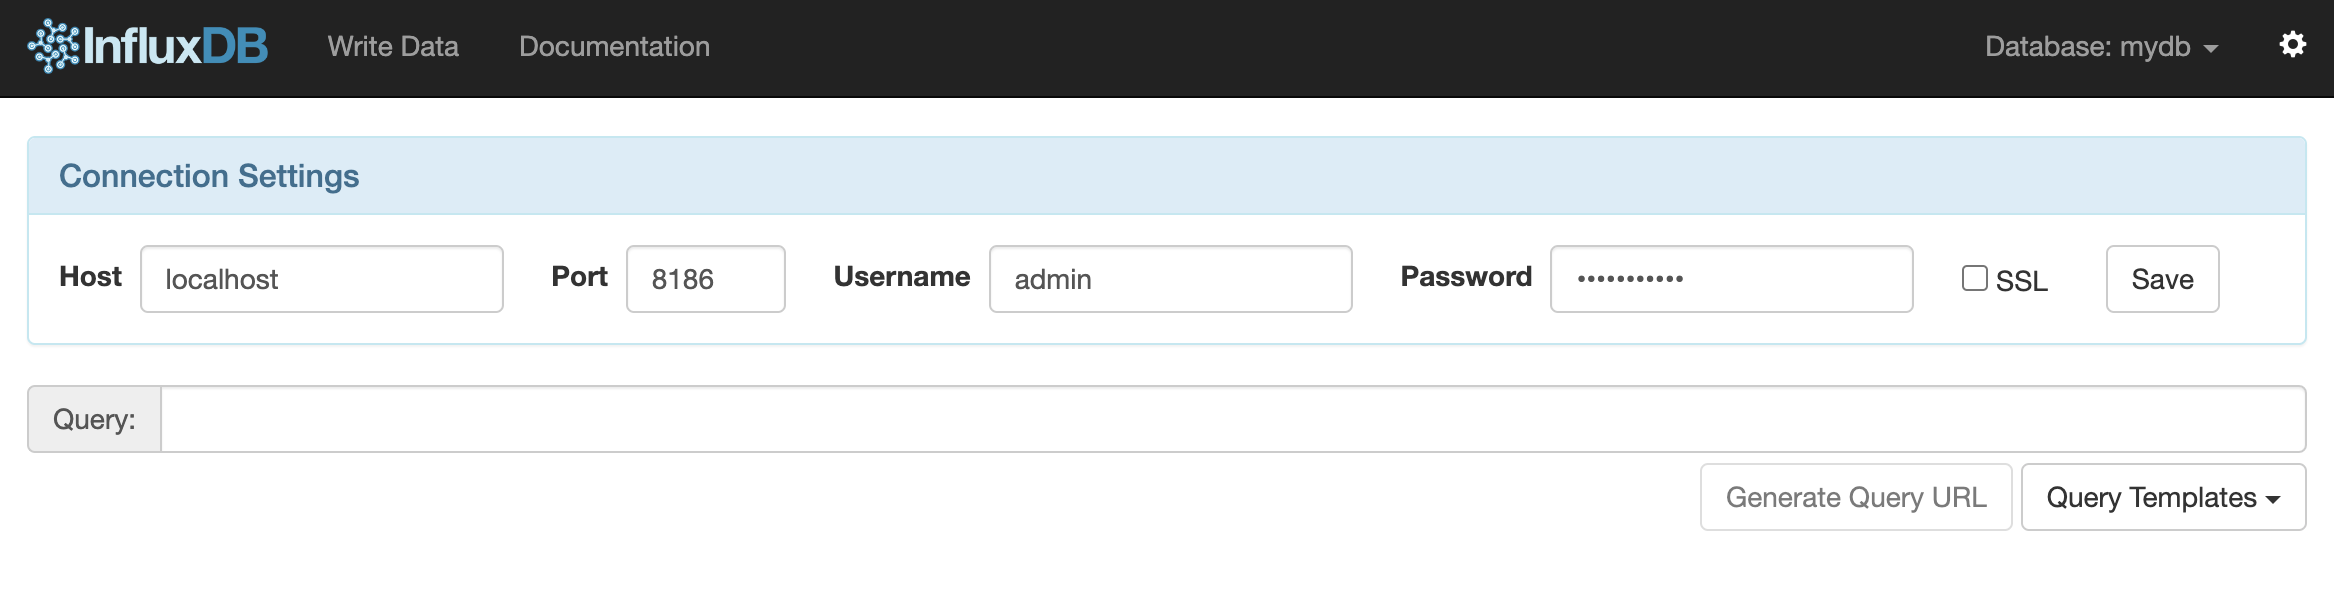 InfluxDB Write Data Documentation Database: mydb
Connection Settings
Host localhost Port 8186 Username admin Password ••••••••••• SSL Save
Query:
Generate Query URL Query Templates